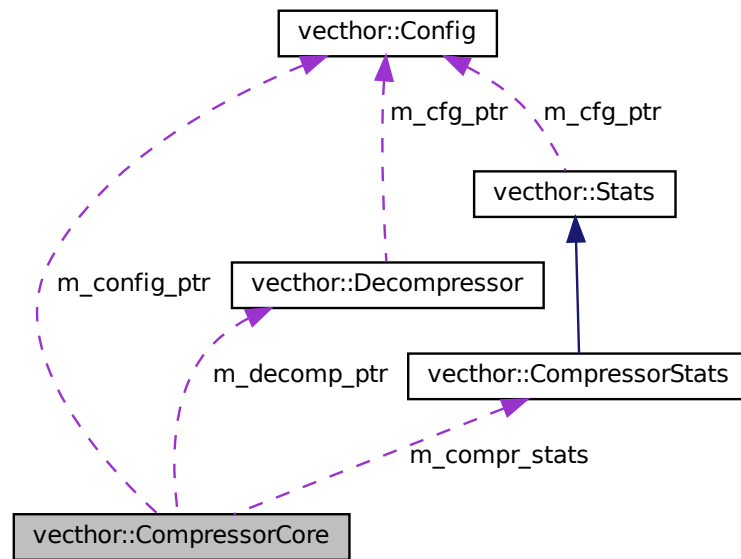 vecthor::Config
m_cfg_ptr
m_cfg_ptr
vecthor::Stats
m_config_ptr
vecthor::Decompressor
m_decomp_ptr
vecthor::CompressorStats
m_compr_stats
vecthor::CompressorCore